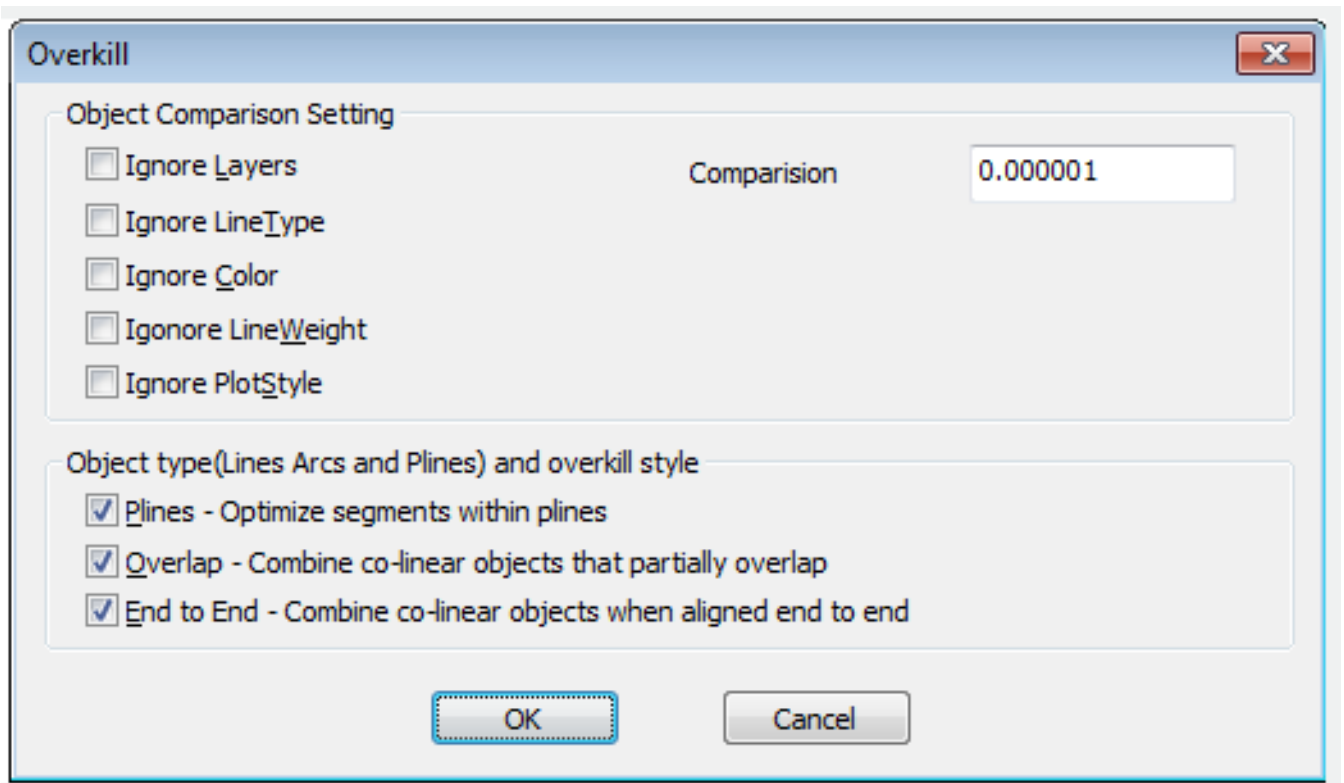 Overkill
Object Comparison Setting
Ignore Layers
Comparision
0.000001
Ignore LineType
Ignore Color
Igonore LineWeight
Ignore PlotStyle
Object type(Lines Arcs and Plines) and overkill style
Plines - Optimize segments within plines
Overlap - Combine co-linear objects that partially overlap
End to End - Combine co-linear objects when aligned end to end
OK
Cancel